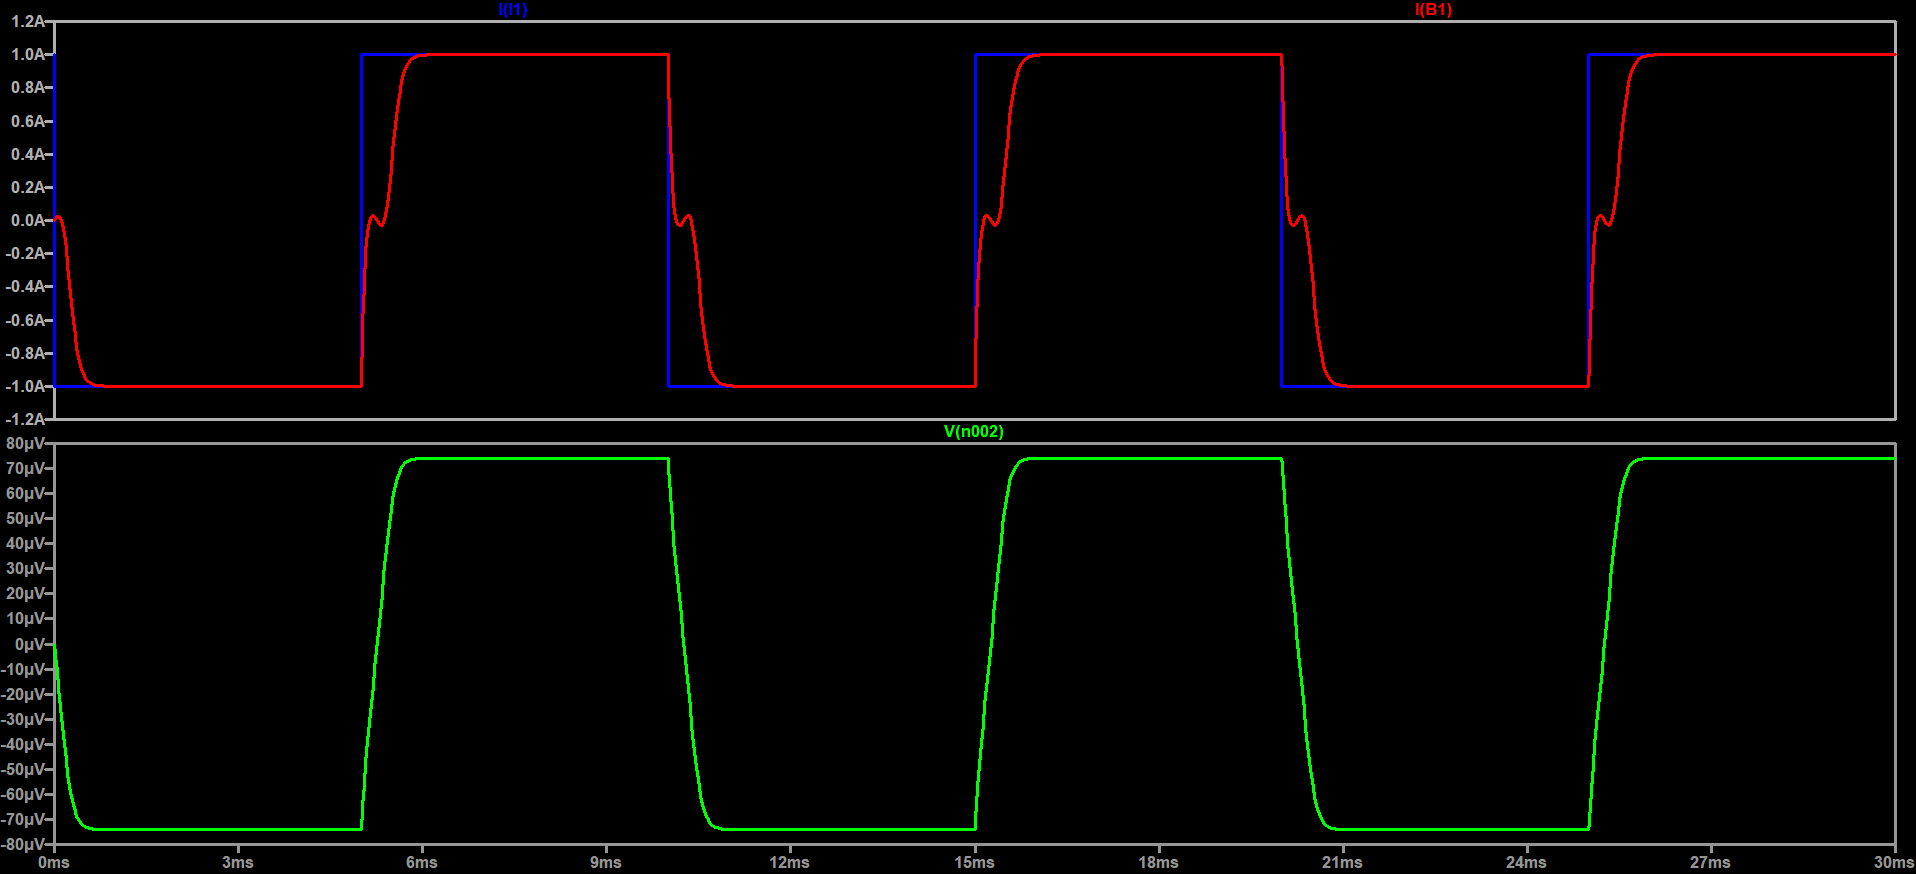 I(I1) I(B1)
1.2A
1.0A
0.8A
0.6A
0.4A
0.2A
0.0A
-0.2A
-0.4A
-0.6A
-0.8A
-1.0A
-1.2A
V(n002)
80µV
70µV
60µV
50µV
40µV
30µV
20µV
10µV
0µV
-10µV
-20µV
-30µV
-40µV
-50µV
-60µV
-70µV
-80µV
0ms 3ms 6ms 9ms 12ms 15ms 18ms 21ms 24ms 27ms 30ms